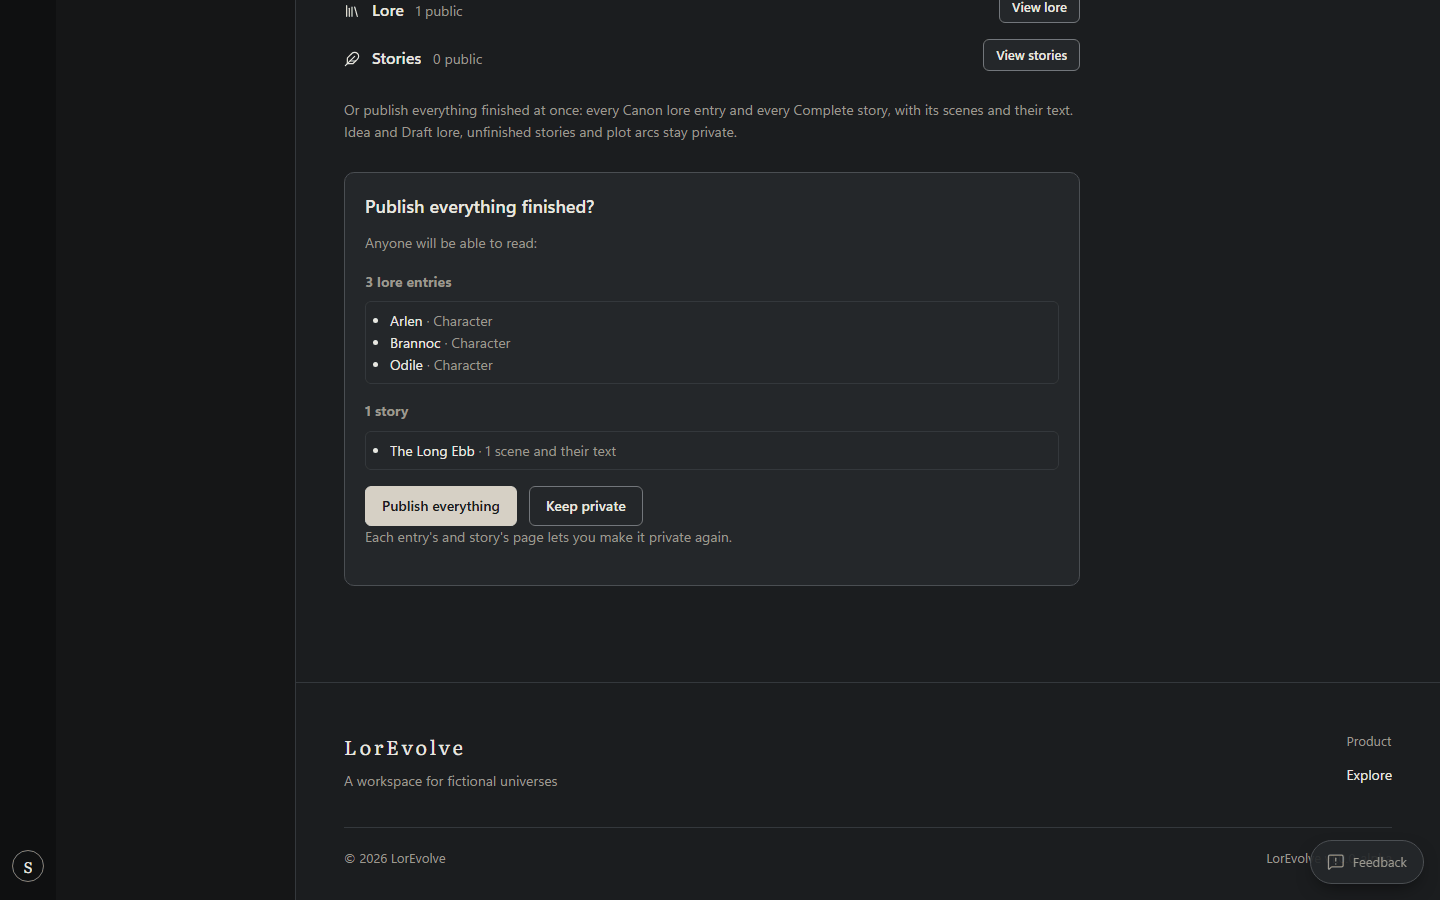 Lore 1 public
View lore
Stories 0 public
View stories
Or publish everything finished at once: every Canon lore entry and every Complete story, with its scenes and their text.
Idea and Draft lore, unfinished stories and plot arcs stay private.
Publish everything finished?
Anyone will be able to read:
3 lore entries
Arlen · Character
Brannoc · Character
Odile · Character
1 story
The Long Ebb · 1 scene and their text
Publish everything
Keep private
Each entry's and story's page lets you make it private again.
LorEvolve
A workspace for fictional universes
Product
Explore
© 2026 LorEvolve
Feedback
S